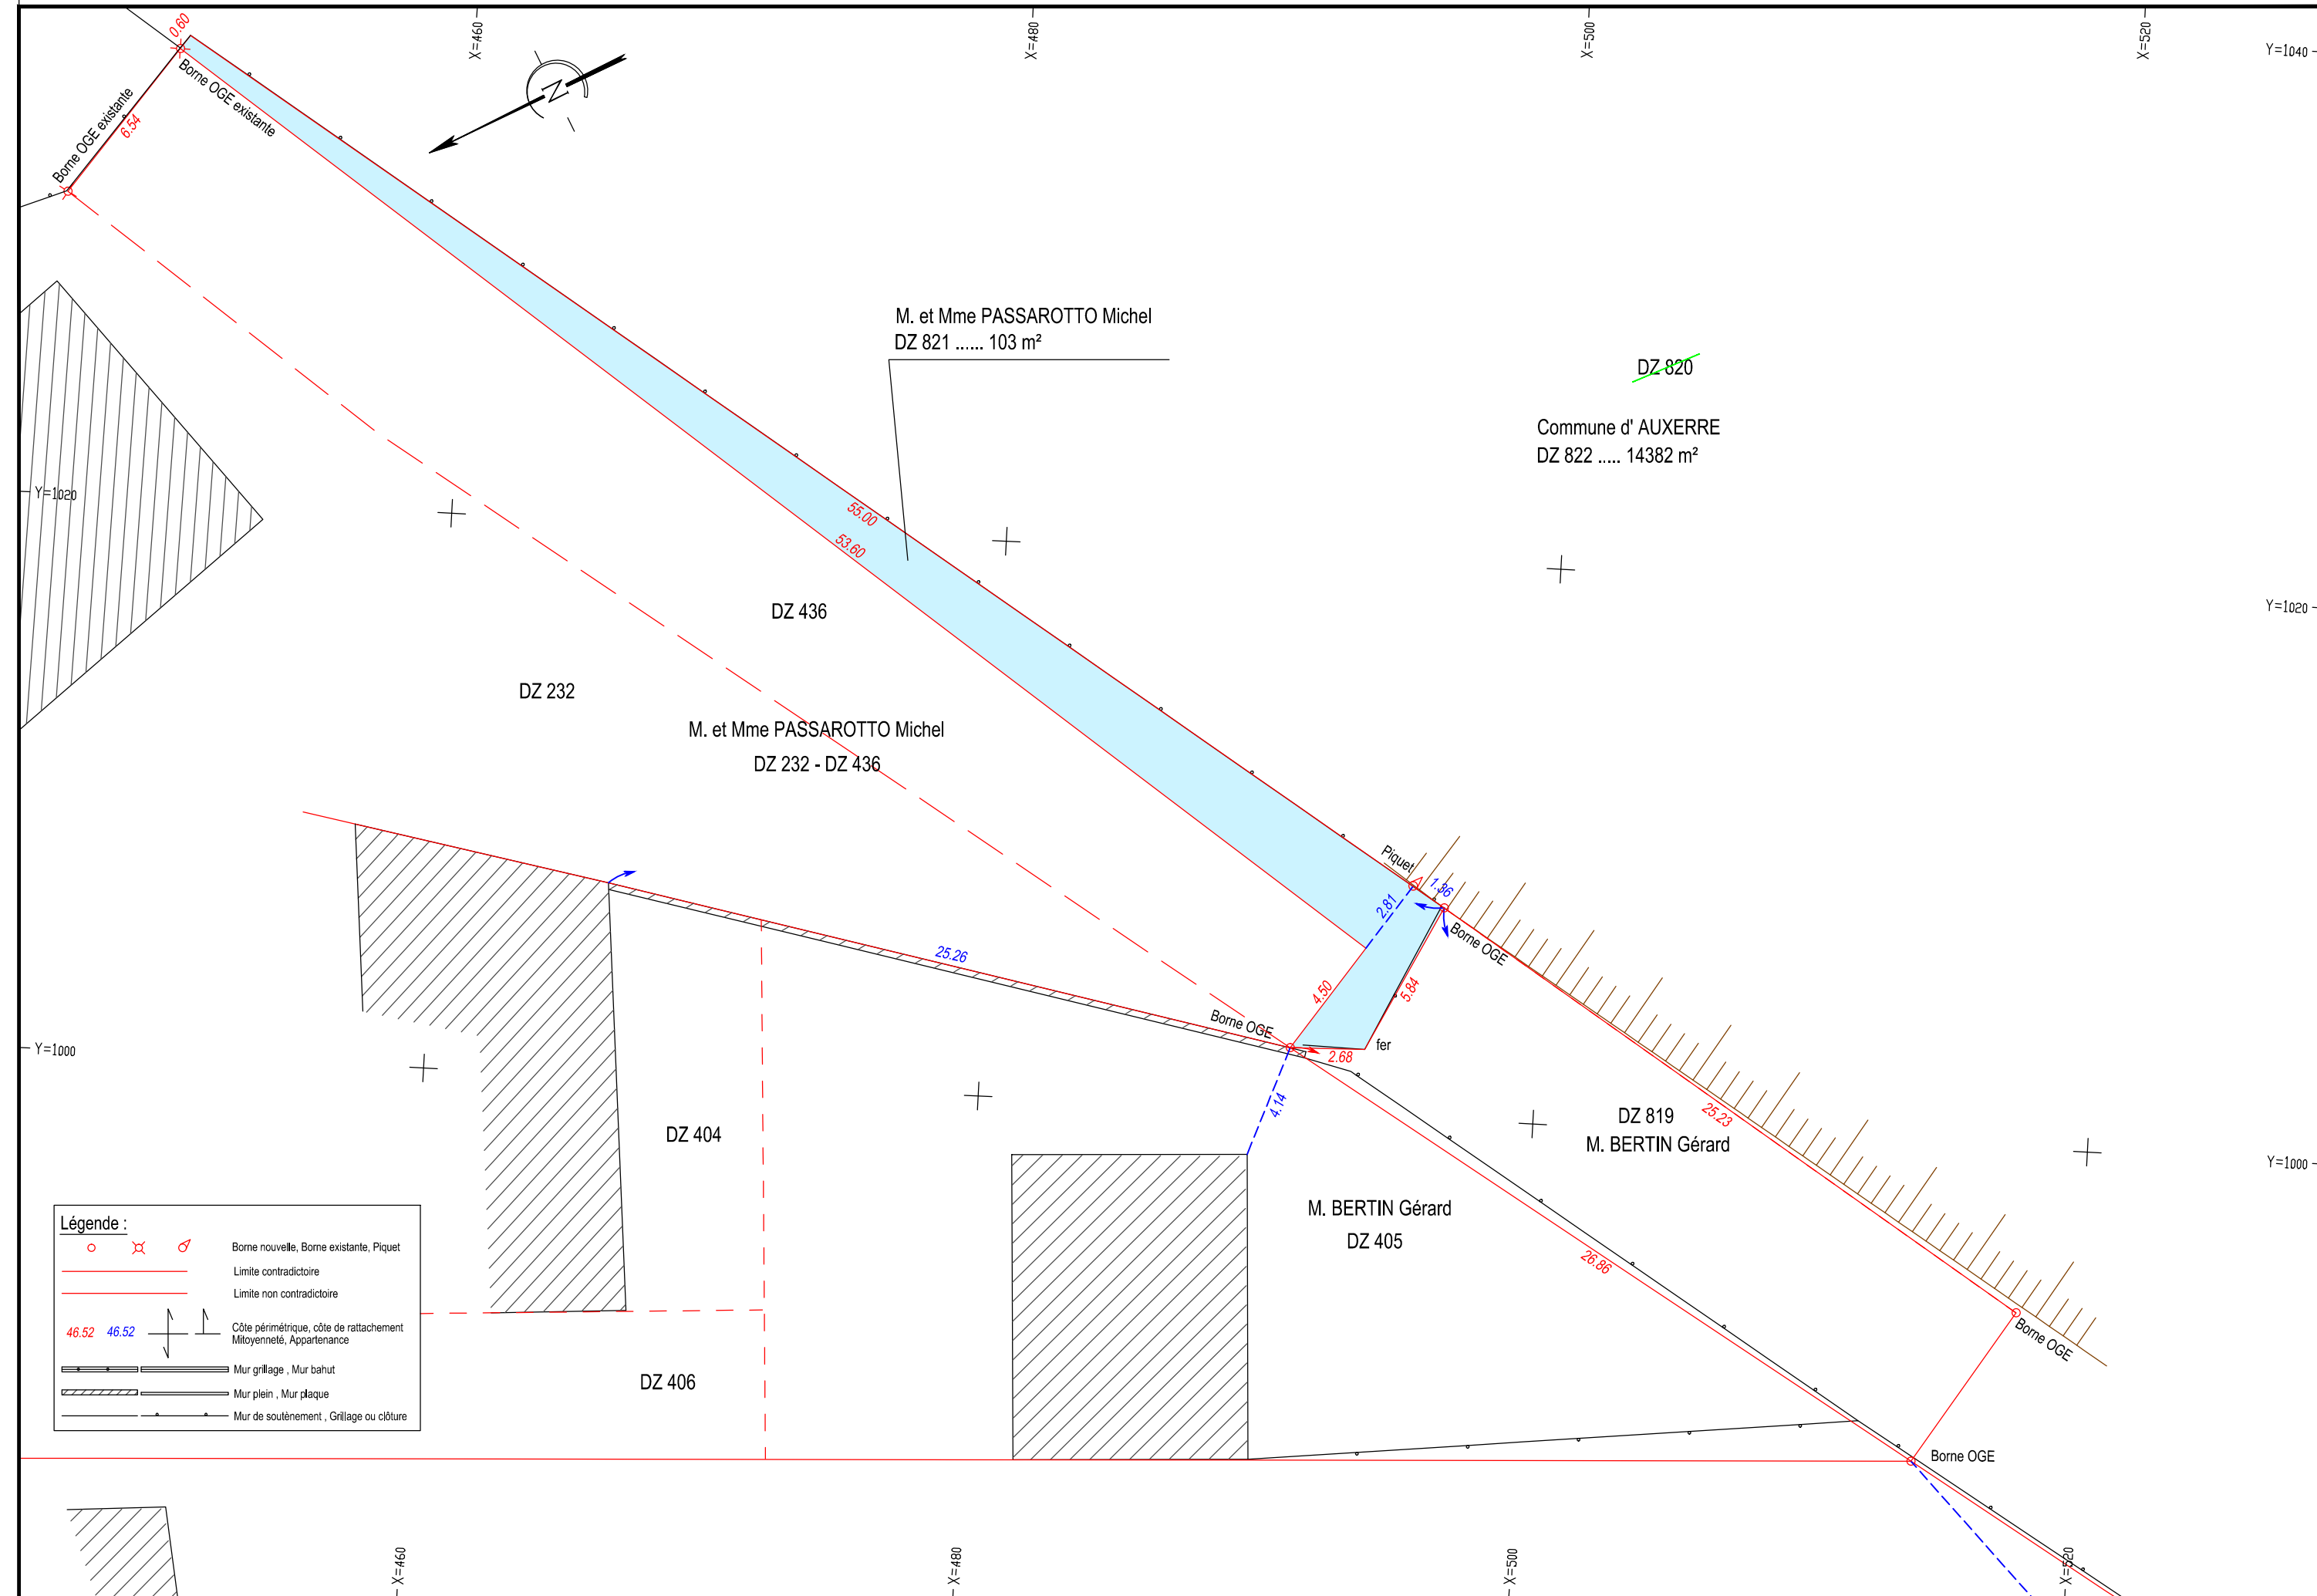 0.60
X=460
X=480
X=500
X=520
Y=1040
Borne OGE existante
Borne OGE existante
6.54
N
M. et Mme PASSAROTTO Michel
DZ 821 ...... 103 m²
DZ 820
Commune d' AUXERRE
DZ 822 ..... 14382 m²
Y=1020
55.00
53.60
Y=1020
DZ 436
DZ 232
M. et Mme PASSAROTTO Michel
DZ 232 - DZ 436
Piquet
1.36
2.81
Borne OGE
25.26
4.50
5.84
Borne OGE
fer
2.68
Y=1000
4.14
DZ 819
M. BERTIN Gérard
25.23
Y=1000
DZ 404
M. BERTIN Gérard
DZ 405
26.86
Légende :
Borne nouvelle, Borne existante, Piquet
Limite contradictoire
Limite non contradictoire
46.52 46.52
Côte périmétrique, côte de rattachement
Mitoyenneté, Appartenance
Mur grillage , Mur bahut
Mur plein , Mur plaque
Mur de soutènement , Grillage ou clôture
DZ 406
Borne OGE
Borne OGE
X=460
X=480
X=500
X=520